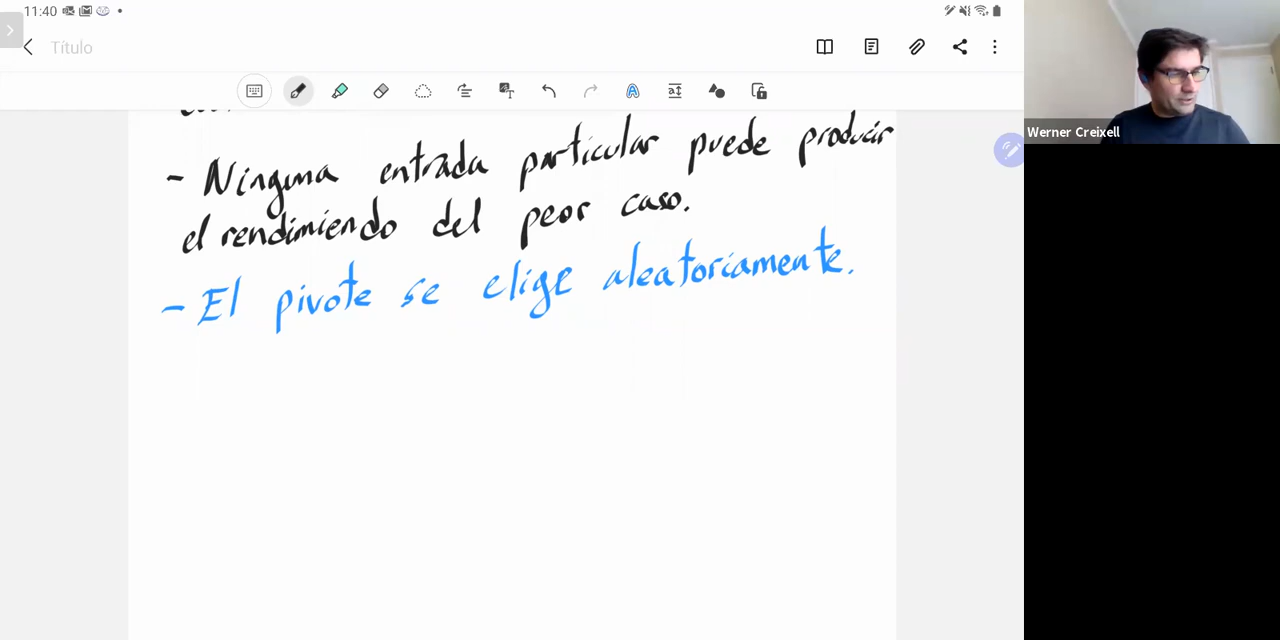 11:40
Título
- Ninguna entrada particular puede producir
el rendimiendo del peor caso.
- El pivote se elige aleatoriamente.
Werner Creixell